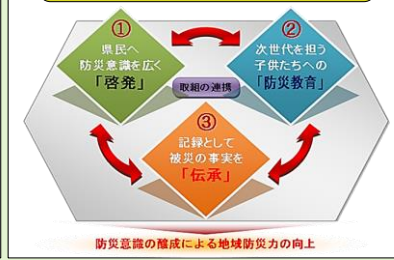 ①
県民へ
防災意識を広く
「啓発」
②
次世代を担う
子供たちへの
「防災教育」
取組の連携
③
記録として
被災の事実を
「伝承」
防災意識の醸成による地域防災力の向上